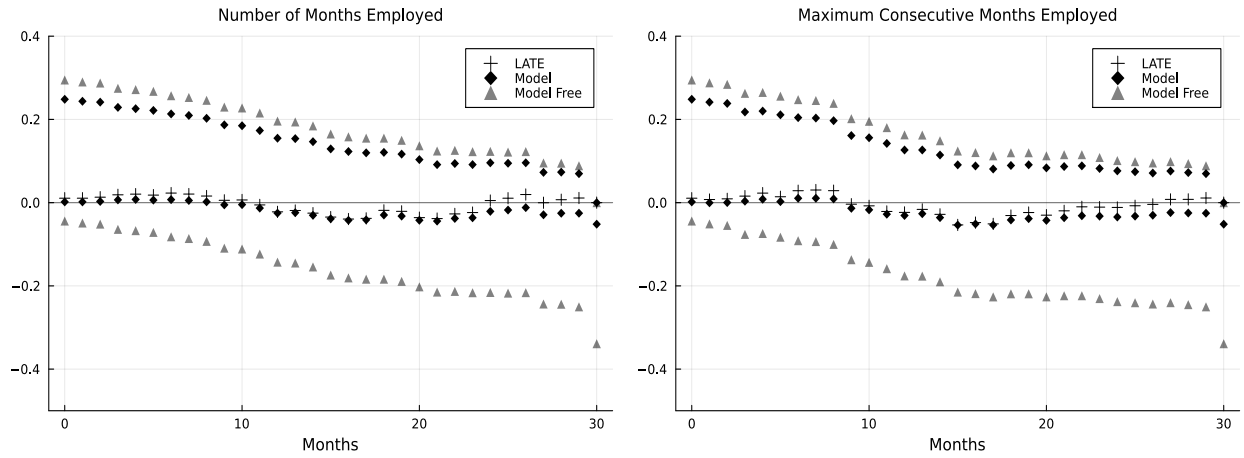 Number of Months Employed
0.4
0.2
0.0
−0.2
−0.4
0
10
20
30
Months
LATE
Model
Model Free
Maximum Consecutive Months Employed
0.4
0.2
0.0
−0.2
−0.4
0
10
20
30
Months
LATE
Model
Model Free